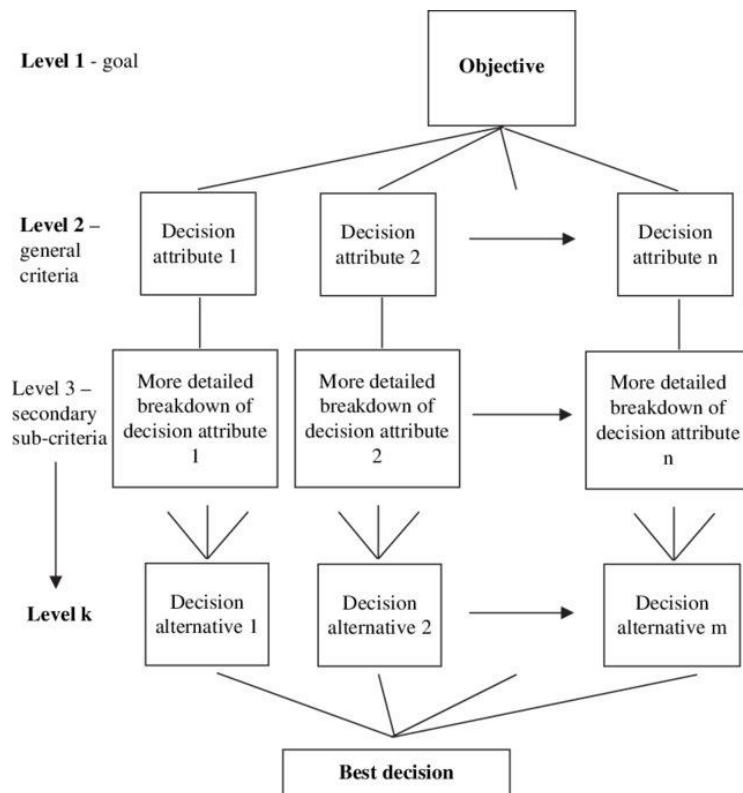 Level 1 - goal
Objective
Level 2 –
general
criteria
Decision
attribute 1
Decision
attribute 2
Decision
attribute n
Level 3 –
secondary
sub-criteria
More detailed
breakdown of
decision attribute
1
More detailed
breakdown of
decision attribute
2
More detailed
breakdown of
decision attribute
n
Level k
Decision
alternative 1
Decision
alternative 2
Decision
alternative m
Best decision